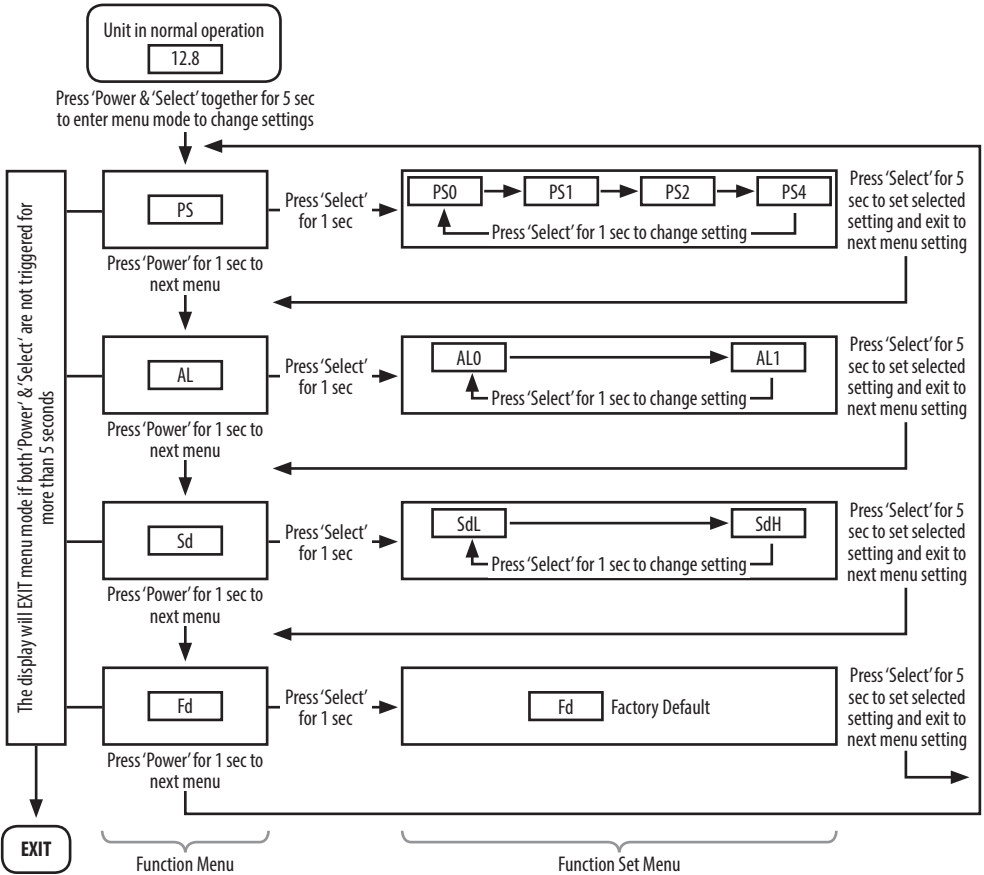 Unit in normal operation
12.8
Press 'Power & 'Select' together for 5 sec
to enter menu mode to change settings
The display will EXIT menu mode if both 'Power' & 'Select' are not triggered for
more than 5 seconds
PS
Press 'Select'
for 1 sec
PS0
PS1
PS2
PS4
Press 'Select' for 1 sec to change setting
Press 'Select' for 5
sec to set selected
setting and exit to
next menu setting
Press 'Power' for 1 sec to
next menu
AL
Press 'Select'
for 1 sec
AL0
AL1
Press 'Select' for 1 sec to change setting
Press 'Select' for 5
sec to set selected
setting and exit to
next menu setting
Press 'Power' for 1 sec to
next menu
Sd
Press 'Select'
for 1 sec
SdL
SdH
Press 'Select' for 1 sec to change setting
Press 'Select' for 5
sec to set selected
setting and exit to
next menu setting
Press 'Power' for 1 sec to
next menu
Fd
Press 'Select'
for 1 sec
Fd
Factory Default
Press 'Select' for 5
sec to set selected
setting and exit to
next menu setting
Press 'Power' for 1 sec to
next menu
EXIT
Function Menu
Function Set Menu